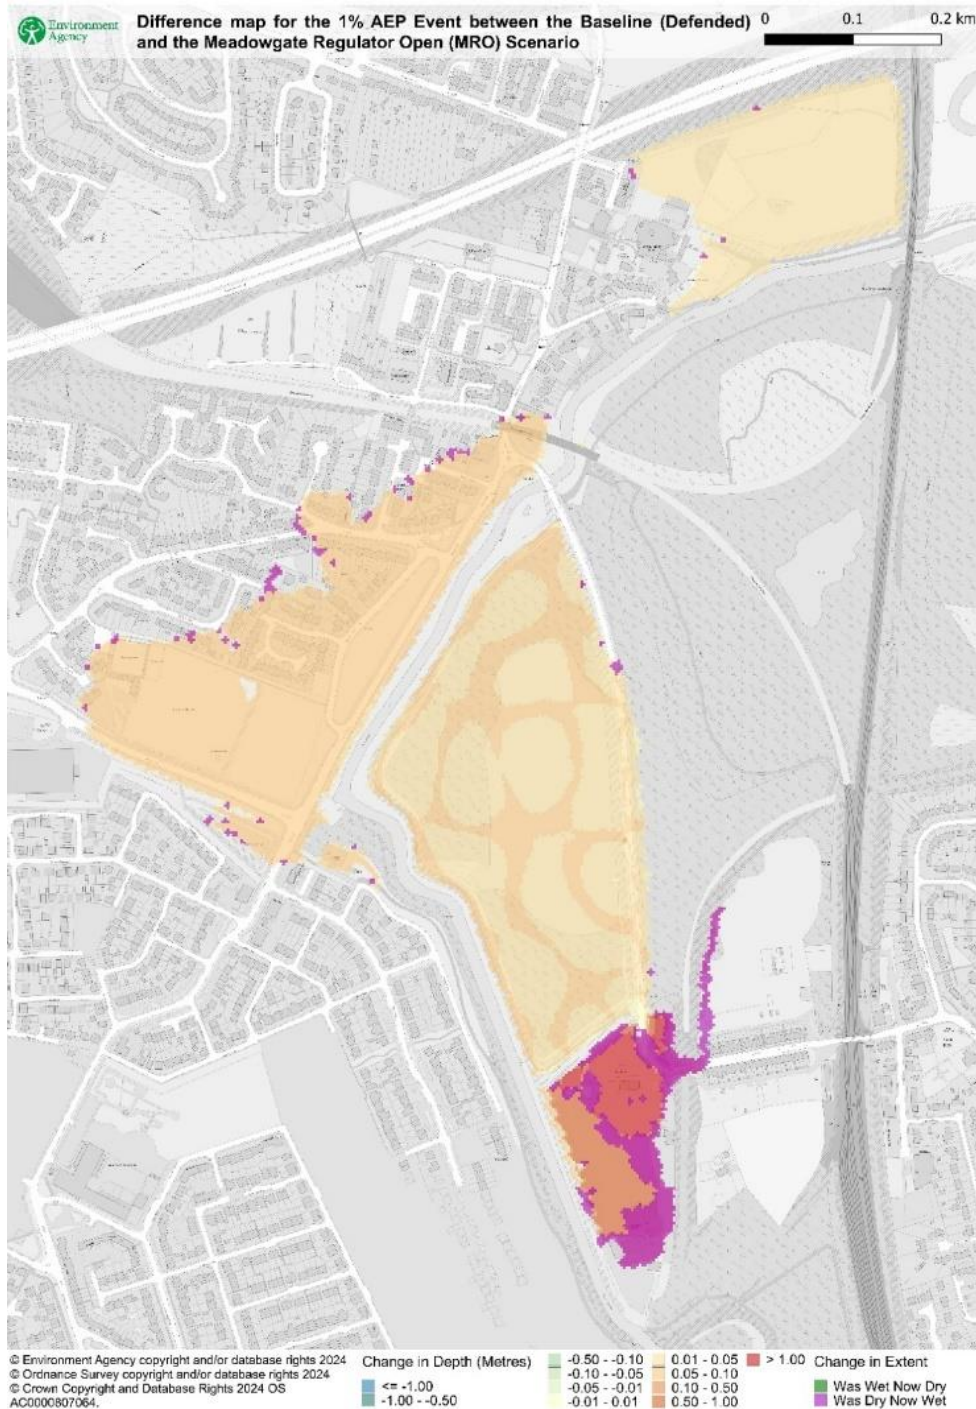 Environment
Agency
Difference map for the 1% AEP Event between the Baseline (Defended)
and the Meadowgate Regulator Open (MRO) Scenario
0 0.1 0.2 km
© Environment Agency copyright and/or database rights 2024
© Ordnance Survey copyright and/or database rights 2024
© Crown Copyright and Database Rights 2024 OS
AC0000807064.
Change in Depth (Metres)
<= -1.00
-1.00 - -0.50
-0.50 - -0.10
-0.10 - -0.05
-0.05 - -0.01
-0.01 - 0.01
0.01 - 0.05
0.05 - 0.10
0.10 - 0.50
0.50 - 1.00
> 1.00
Change in Extent
Was Wet Now Dry
Was Dry Now Wet